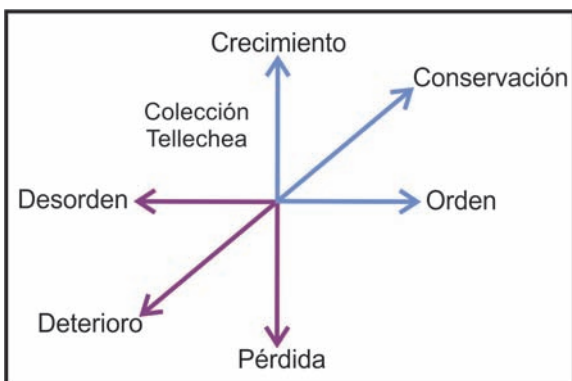 Crecimiento
Conservación
Colección
Tellechea
Desorden
Orden
Deterioro
Pérdida